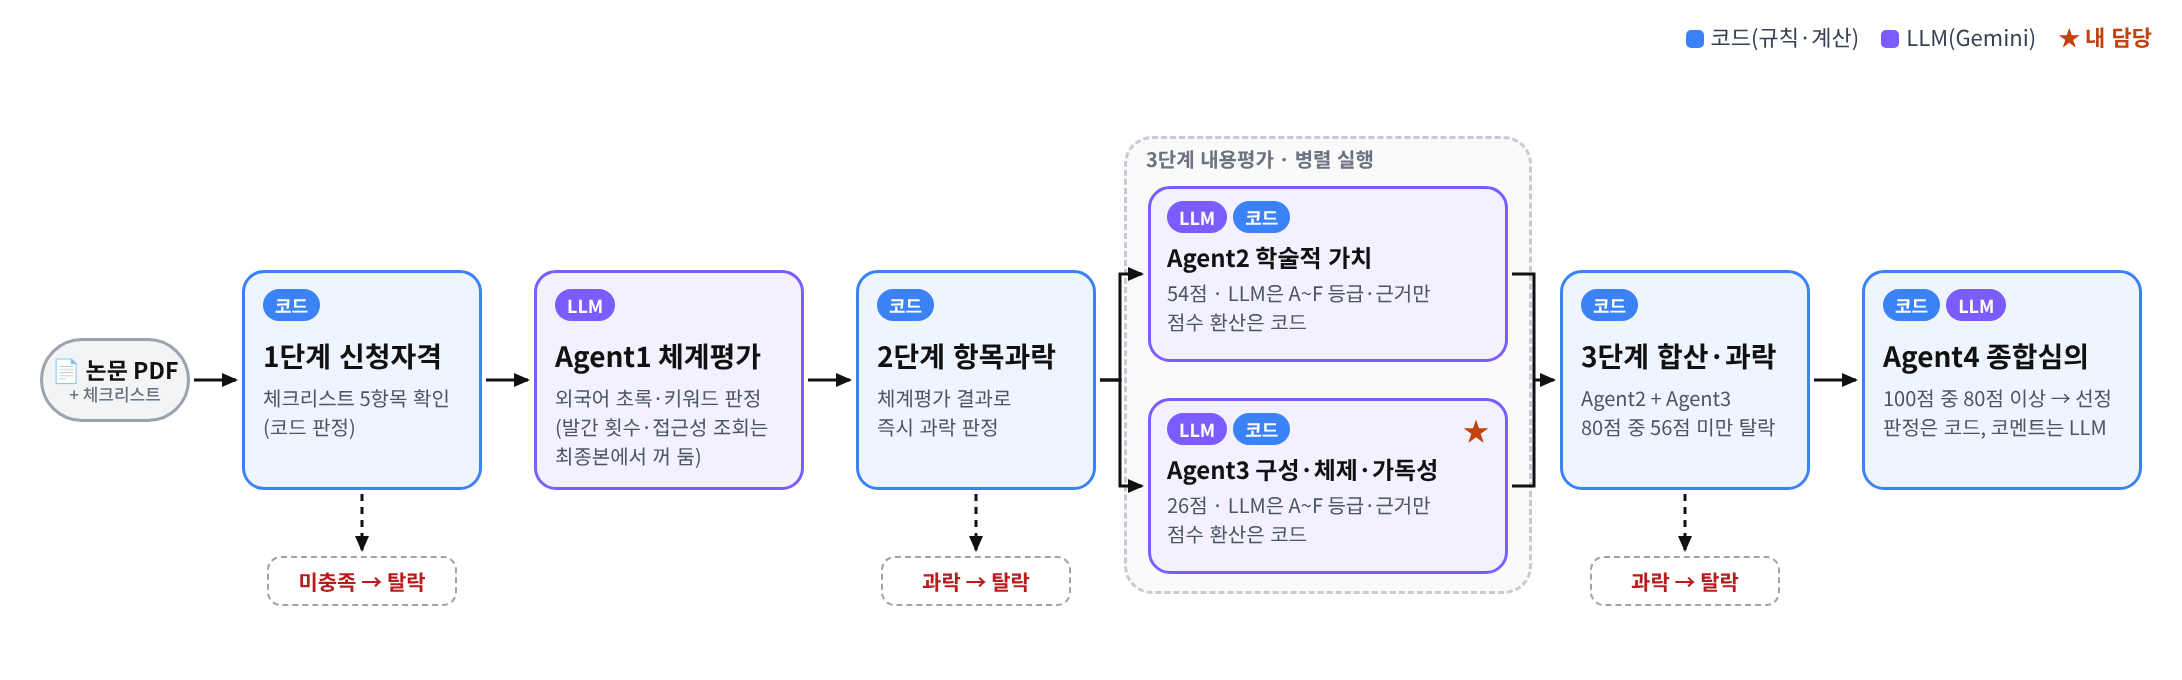 코드(규칙·계산)
LLM(Gemini)
★ 내 담당
논문 PDF
+ 체크리스트
코드
1단계 신청자격
체크리스트 5항목 확인
(코드 판정)
미충족 → 탈락
LLM
Agent1 체계평가
외국어 초록·키워드 판정
(발간 횟수·접근성 조회는
최종본에서 꺼 둠)
코드
2단계 항목과락
체계평가 결과로
즉시 과락 판정
과락 → 탈락
3단계 내용평가 · 병렬 실행
LLM 코드
Agent2 학술적 가치
54점 · LLM은 A~F 등급·근거만
점수 환산은 코드
LLM 코드 ★
Agent3 구성·체제·가독성
26점 · LLM은 A~F 등급·근거만
점수 환산은 코드
코드
3단계 합산·과락
Agent2 + Agent3
80점 중 56점 미만 탈락
과락 → 탈락
코드 LLM
Agent4 종합심의
100점 중 80점 이상 → 선정
판정은 코드, 코멘트는 LLM